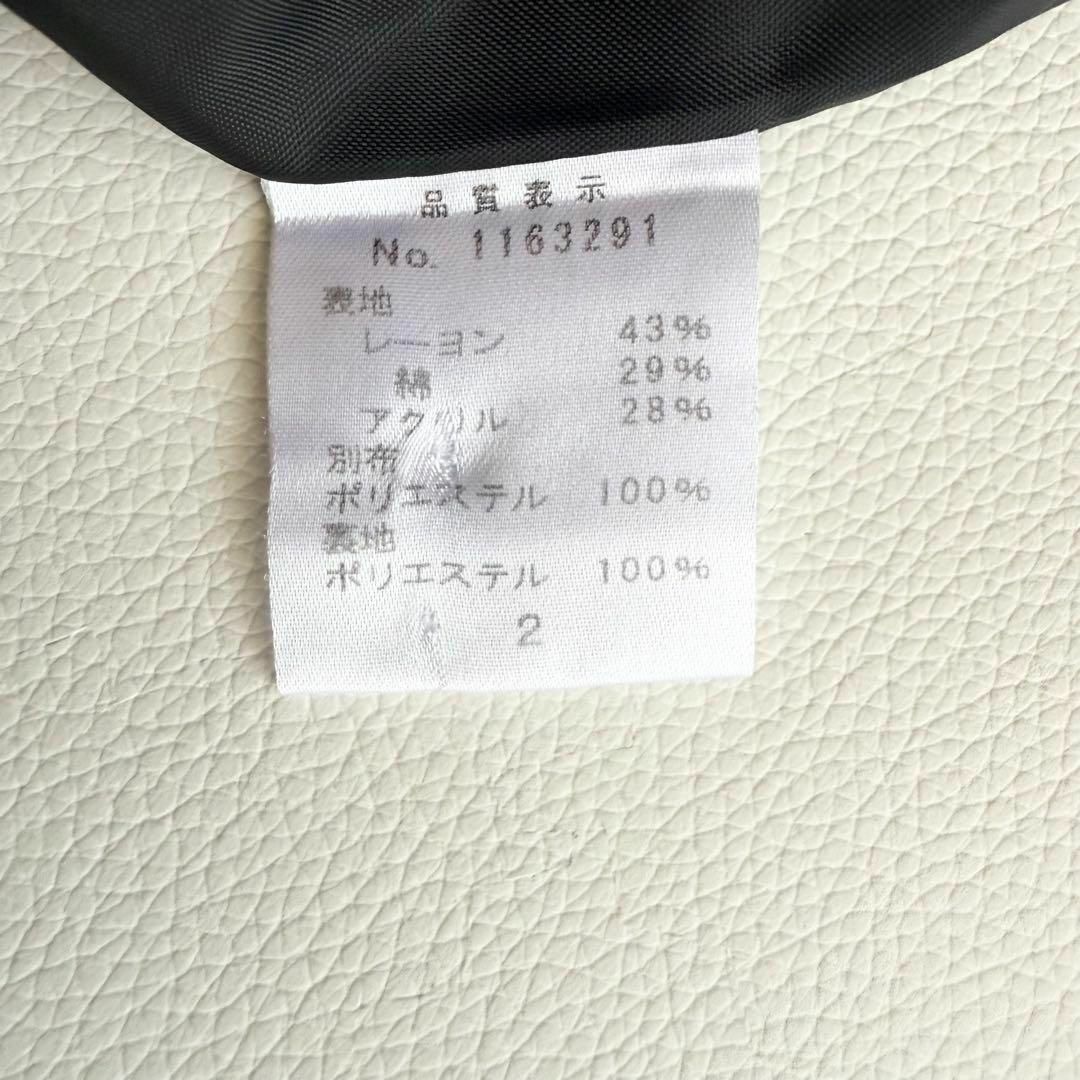 品質表示
No. 1163291
表地
レーヨン 43%
綿 29%
アクリル 28%
別布
ポリエステル 100%
裏地
ポリエステル 100%
2